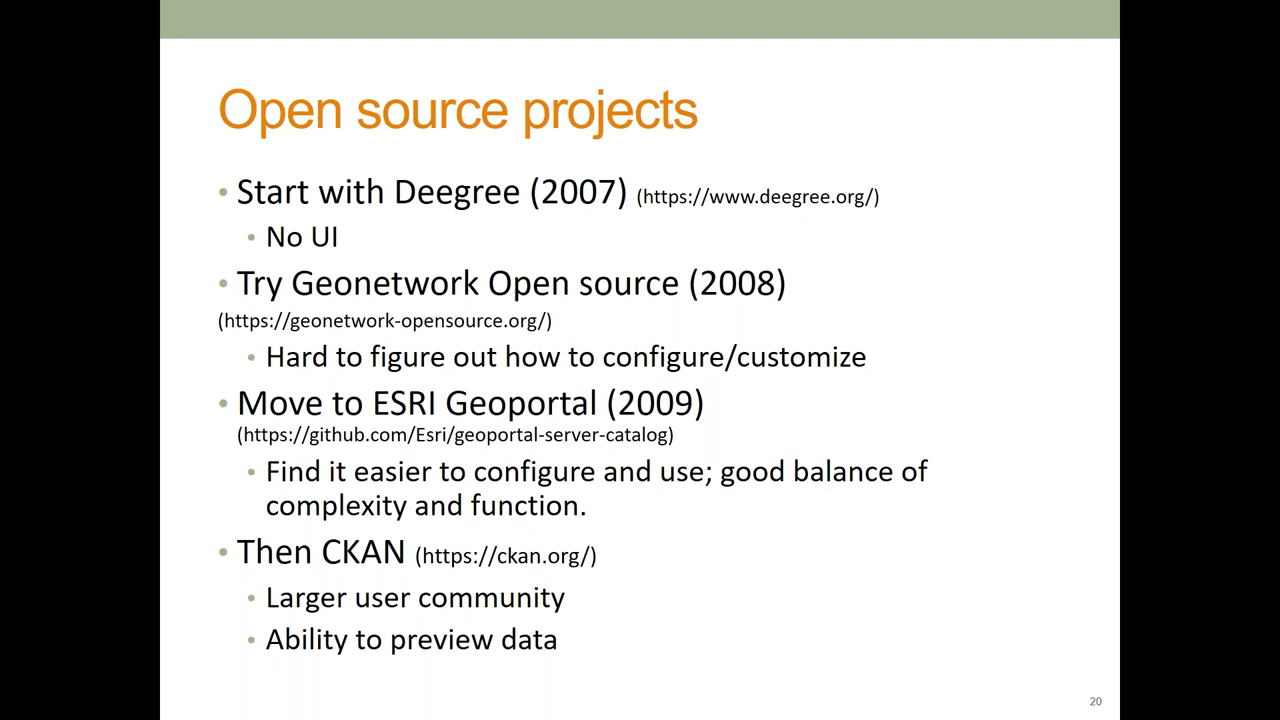 Open source projects
• Start with Deegree (2007) (https://www.deegree.org/)
• No UI
• Try Geonetwork Open source (2008)
(https://geonetwork-opensource.org/)
• Hard to figure out how to configure/customize
• Move to ESRI Geoportal (2009)
(https://github.com/Esri/geoportal-server-catalog)
• Find it easier to configure and use; good balance of
complexity and function.
• Then CKAN (https://ckan.org/)
• Larger user community
• Ability to preview data
20